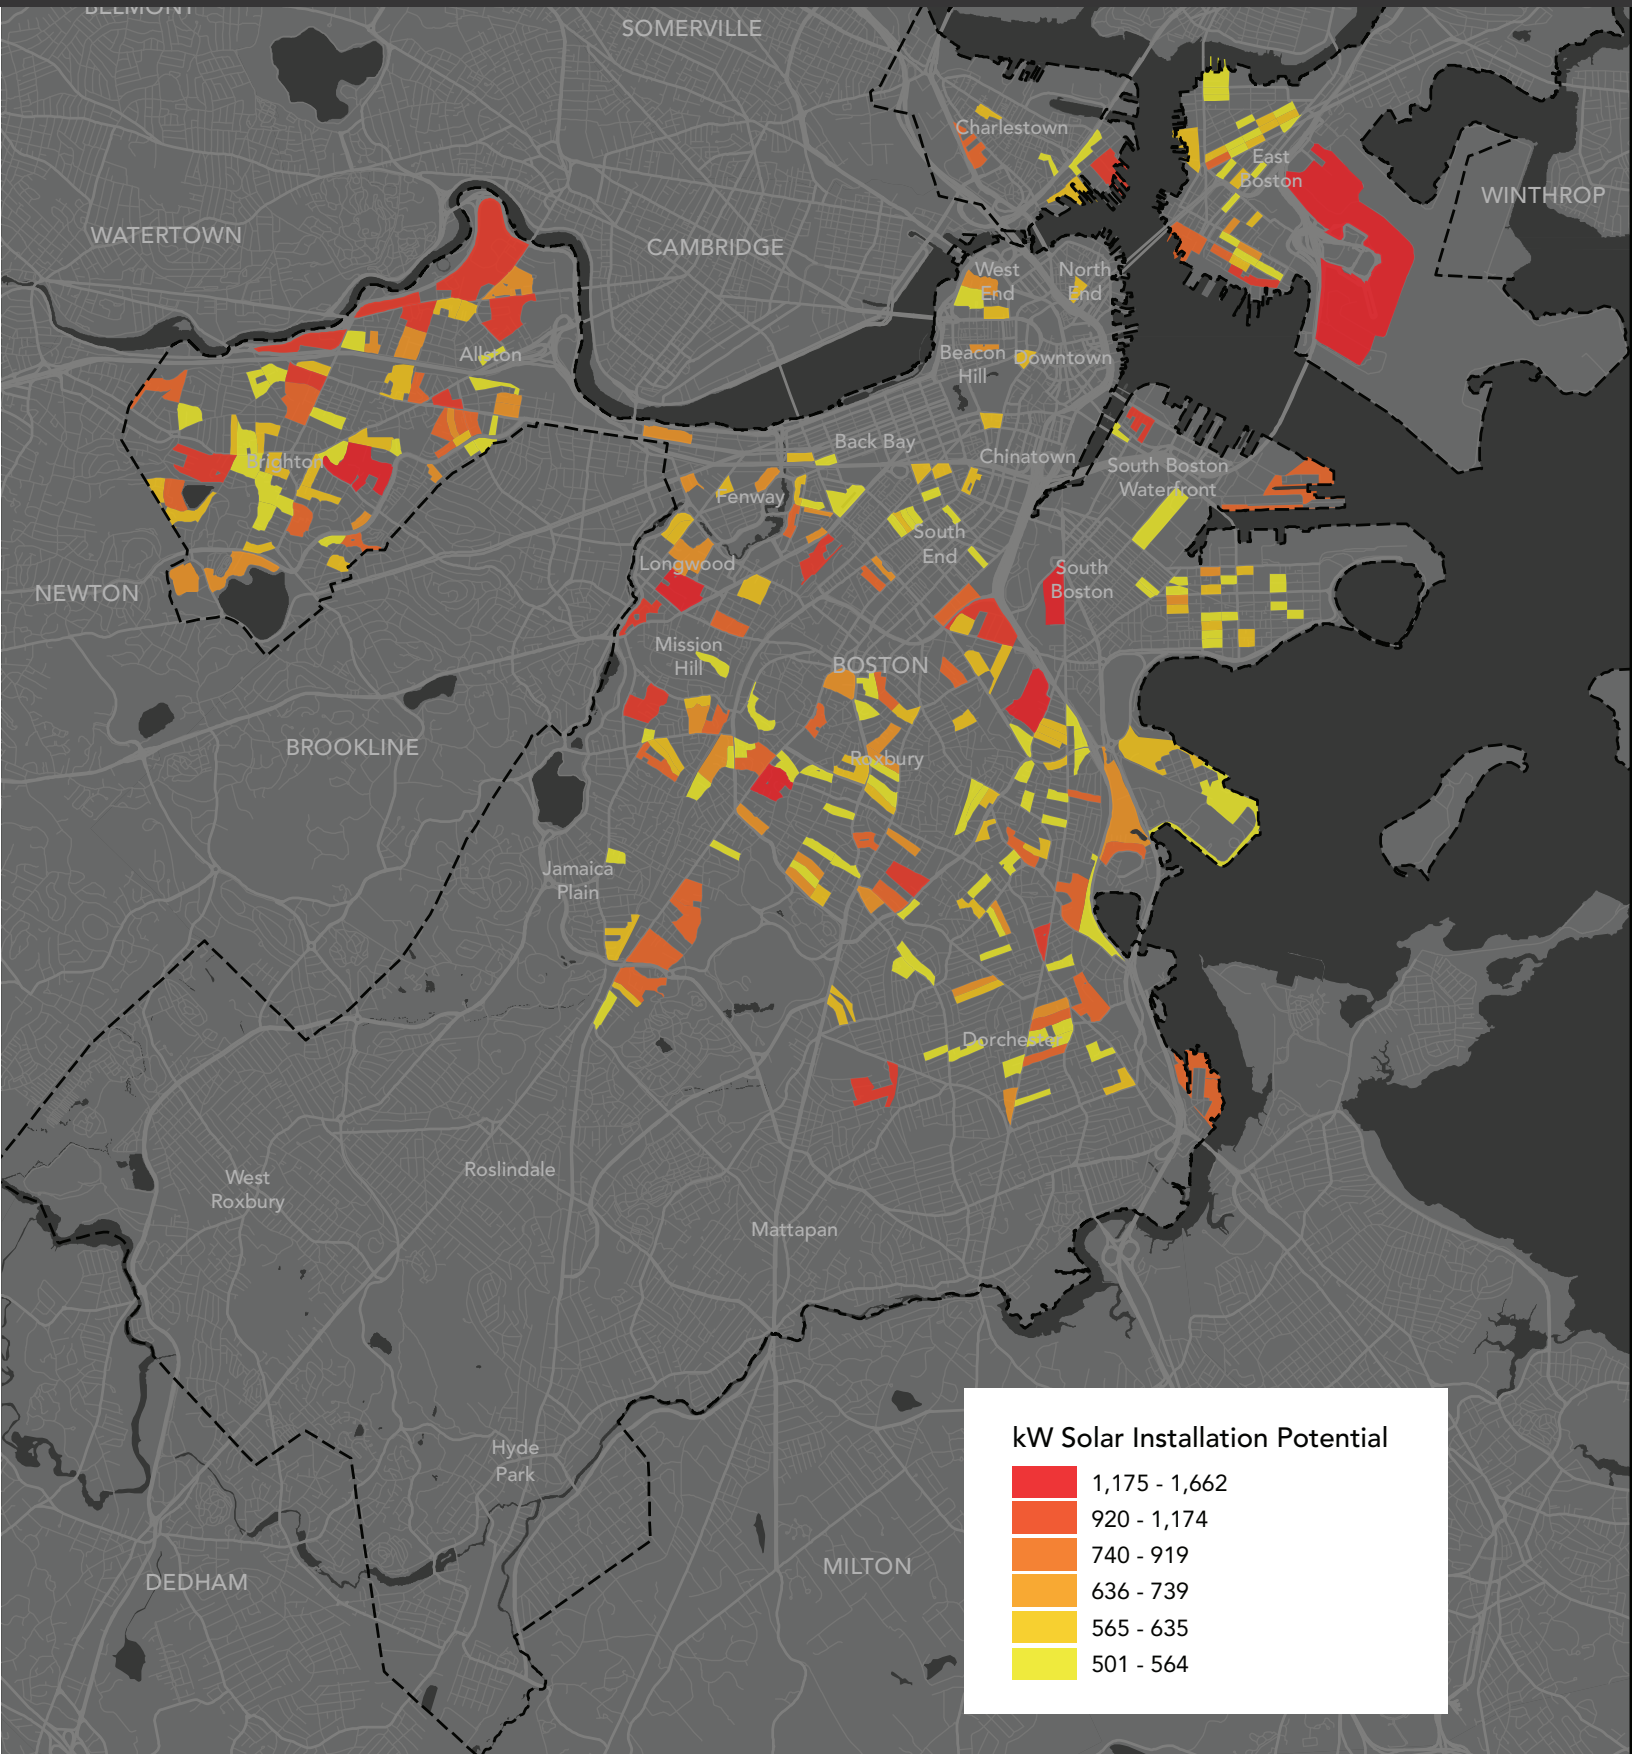 BELMONT
SOMERVILLE
Charlestown
East
Boston
WINTHROP
WATERTOWN
CAMBRIDGE
West
End
North
End
Allston
Beacon
Hill
Downtown
Back Bay
Chinatown
Brighton
South Boston
Waterfront
Fenway
South
End
Longwood
South
Boston
NEWTON
Mission
Hill
BOSTON
BROOKLINE
Roxbury
Jamaica
Plain
Dorchester
West
Roxbury
Roslindale
Mattapan
Hyde
Park
MILTON
DEDHAM
kW Solar Installation Potential
1,175 - 1,662
920 - 1,174
740 - 919
636 - 739
565 - 635
501 - 564